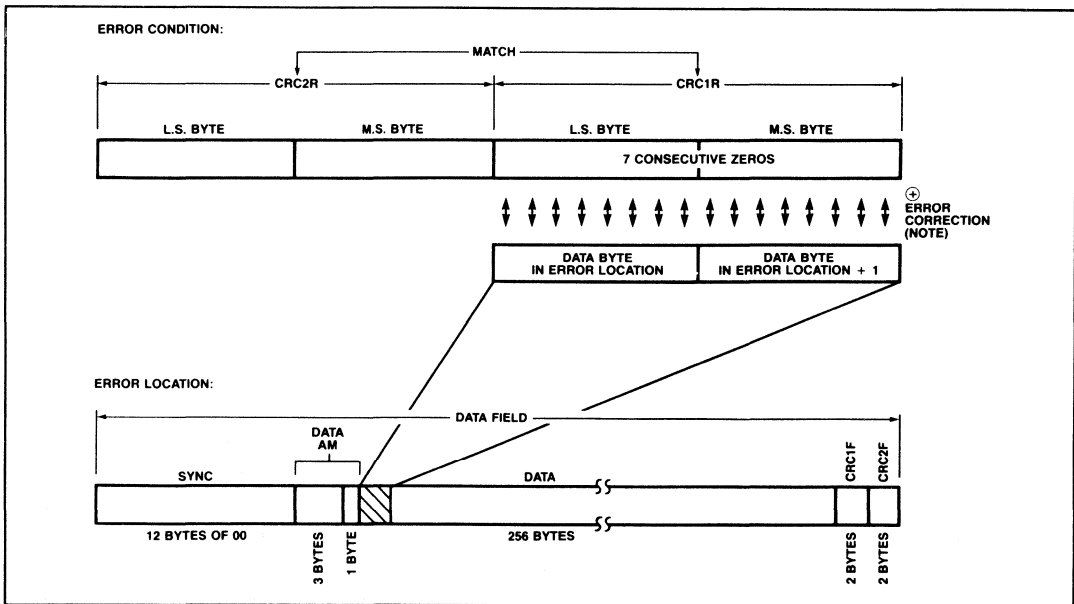 ERROR CONDITION:
MATCH
CRC2R
CRC1R
L.S. BYTE
M.S. BYTE
L.S. BYTE
M.S. BYTE
7 CONSECUTIVE ZEROS
⊕
ERROR
CORRECTION
(NOTE)
DATA BYTE
IN ERROR LOCATION
DATA BYTE
IN ERROR LOCATION + 1
ERROR LOCATION:
DATA FIELD
DATA
AM
SYNC
DATA
CRC1F
CRC2F
12 BYTES OF 00
3 BYTES
1 BYTE
256 BYTES
2 BYTES
2 BYTES